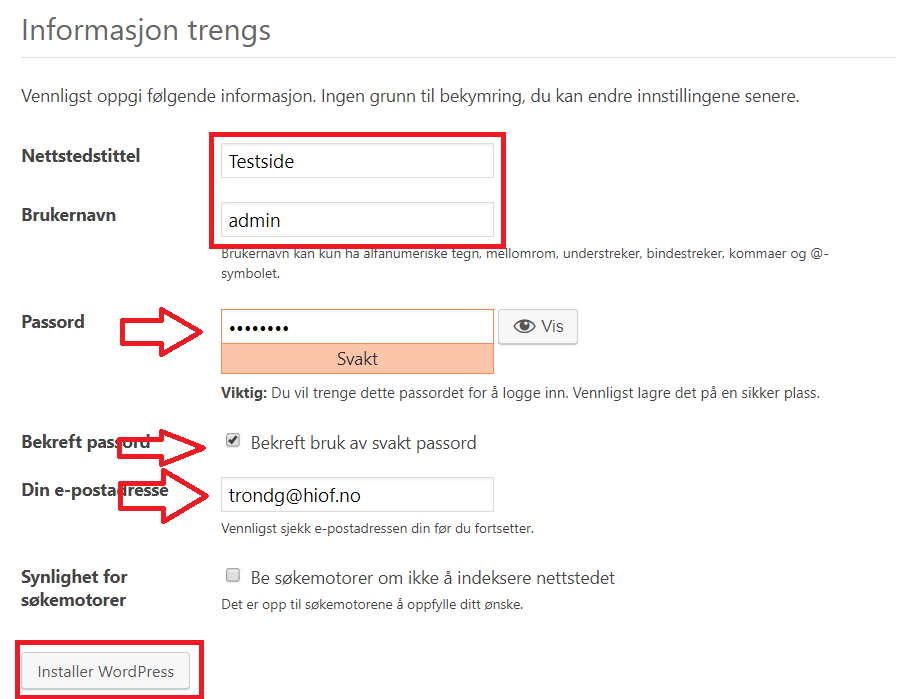 Informasjon trengs
Vennligst oppgi følgende informasjon. Ingen grunn til bekymring, du kan endre innstillingene senere.
Nettstedstittel
Testside
Brukernavn
admin
Brukernavn kan kun ha alfanumeriske tegn, mellomrom, understreker, bindestreker, kommaer og @-
symbolet.
Passord
••••••••
Vis
Svakt
Viktig: Du vil trenge dette passordet for å logge inn. Vennligst lagre det på en sikker plass.
Bekreft passord
Bekreft bruk av svakt passord
Din e-postadresse
trondg@hiof.no
Vennligst sjekk e-postadressen din før du fortsetter.
Synlighet for
søkemotorer
Be søkemotorer om ikke å indeksere nettstedet
Det er opp til søkemotorene å oppfylle ditt ønske.
Installer WordPress